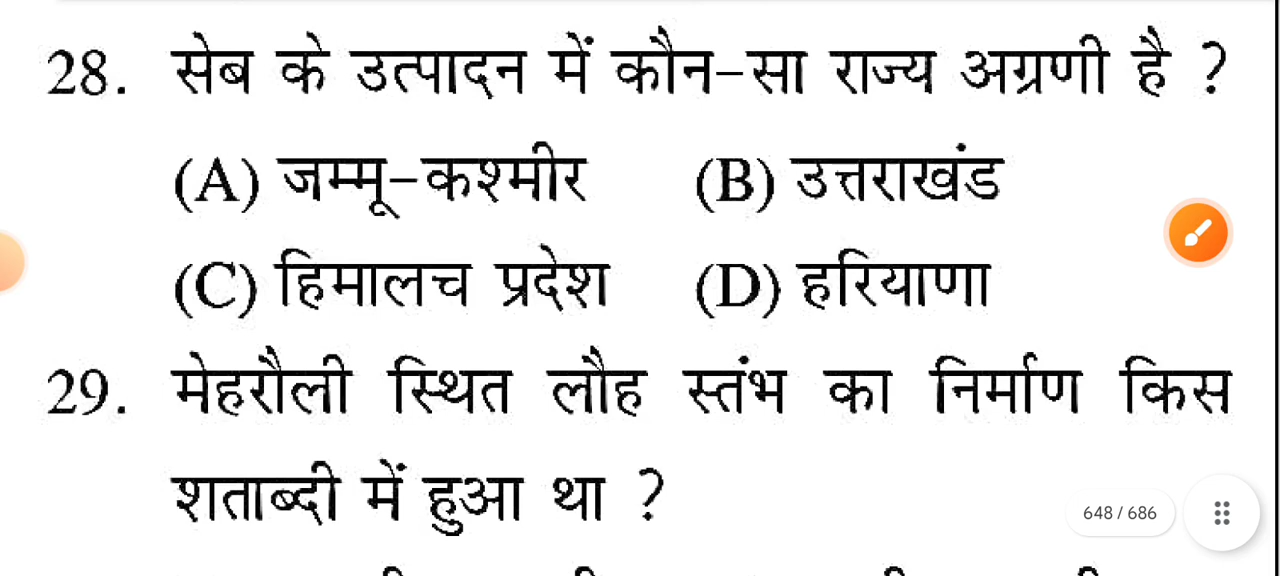 28. सेब के उत्पादन में कौन-सा राज्य अग्रणी है ?
(A) जम्मू-कश्मीर (B) उत्तराखंड
(C) हिमालच प्रदेश (D) हरियाणा
29. मेहरौली स्थित लौह स्तंभ का निर्माण किस
शताब्दी में हुआ था ?
648 / 686